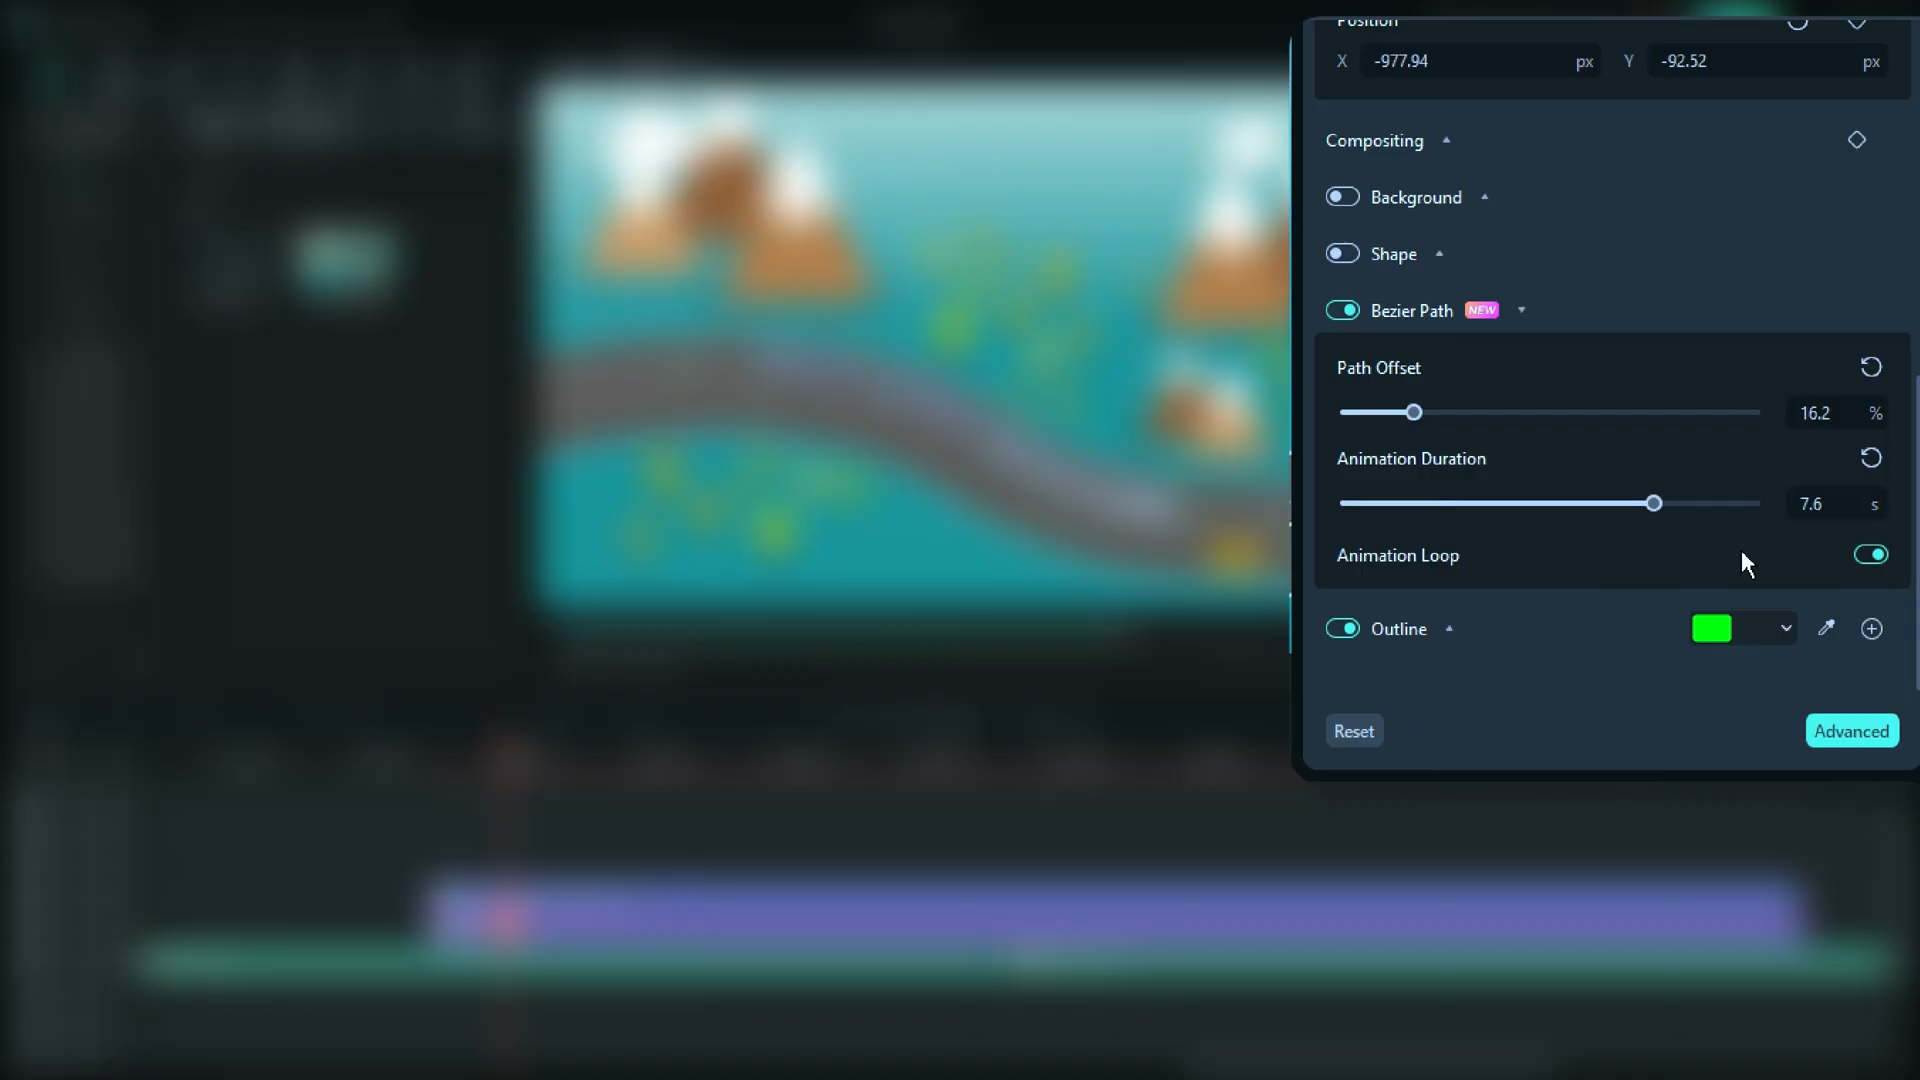 Position
X -977.94 px Y -92.52 px
Compositing
Background
Shape
Bezier Path NEW
Path Offset
16.2 %
Animation Duration
7.6 s
Animation Loop
Outline
Reset Advanced